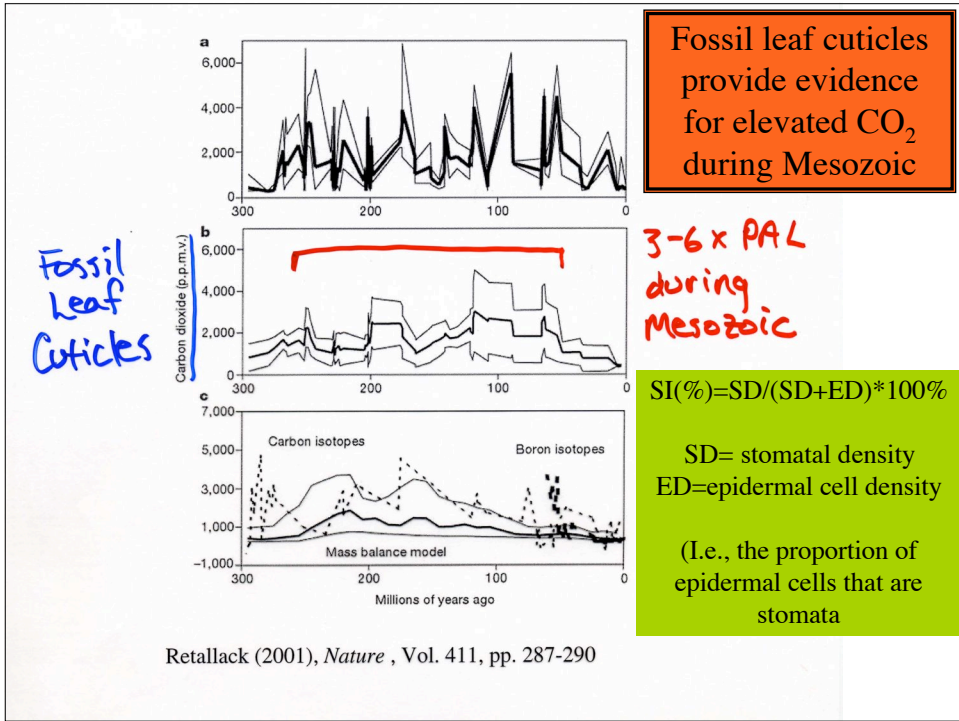 Fossil leaf cuticles
provide evidence
for elevated CO₂
during Mesozoic
a
6,000
4,000
2,000
0
300
200
100
0
Fossil
Leaf
Cuticles
Carbon dioxide (p.p.m.v.)
b
6,000
4,000
2,000
0
300
200
100
0
3-6x PAL
during
Mesozoic
c
7,000
5,000
3,000
1,000
–1,000
Carbon isotopes
Boron isotopes
Mass balance model
300
200
100
0
Millions of years ago
SI(%)=SD/(SD+ED)*100%
SD= stomatal density
ED=epidermal cell density
(I.e., the proportion of
epidermal cells that are
stomata
Retallack (2001), Nature , Vol. 411, pp. 287-290